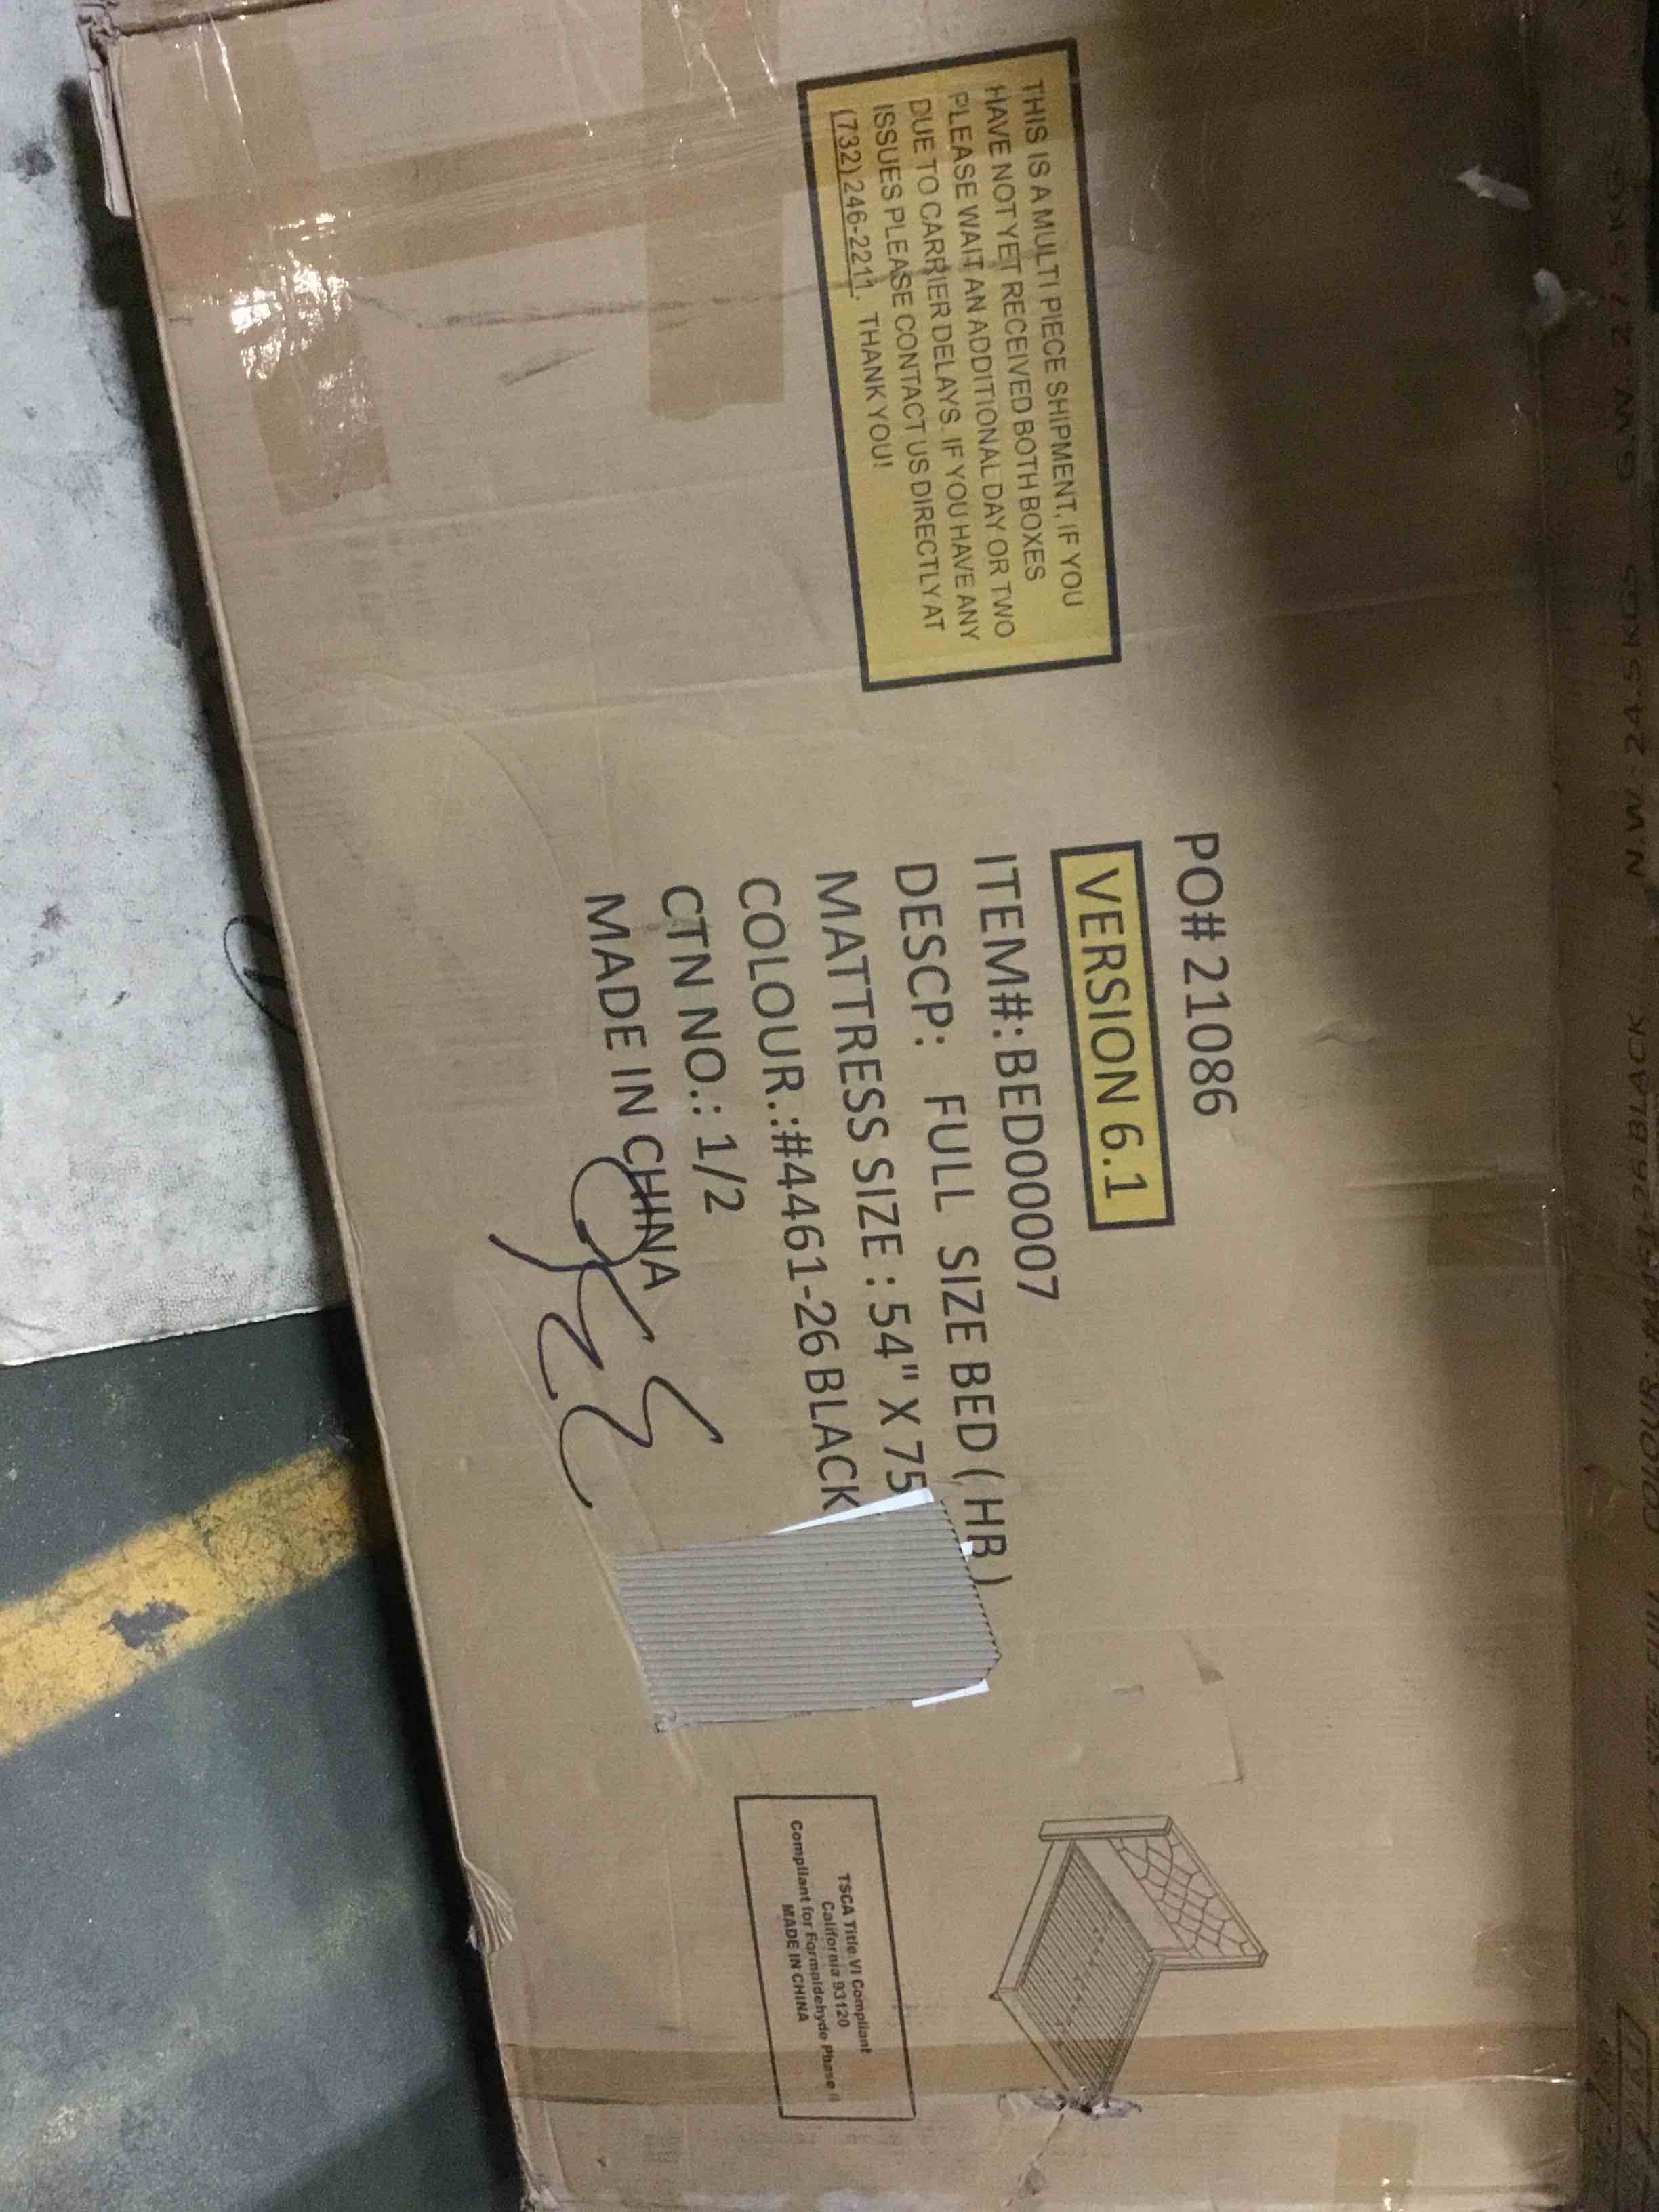 THIS IS A MULTI PIECE SHIPMENT, IF YOU
HAVE NOT YET RECEIVED BOTH BOXES
PLEASE WAIT AN ADDITIONAL DAY OR TWO
DUE TO CARRIER DELAYS. IF YOU HAVE ANY
ISSUES PLEASE CONTACT US DIRECTLY AT
(732)246-2211. THANK YOU!
PO# 21086
VERSION 6.1
ITEM#: BED00007
DESCP: FULL SIZE BED ( HB )
MATTRESS SIZE : 54" X 75
COLOUR.:#4461-26 BLACK
CTN NO.: 1/2
MADE IN CHINA
TSCA Title VI Compliant
California 93120
Compliant for Formaldehyde Phase II
MADE IN CHINA
N.W.: 24.5 KGS G.W.: 27.5 KGS